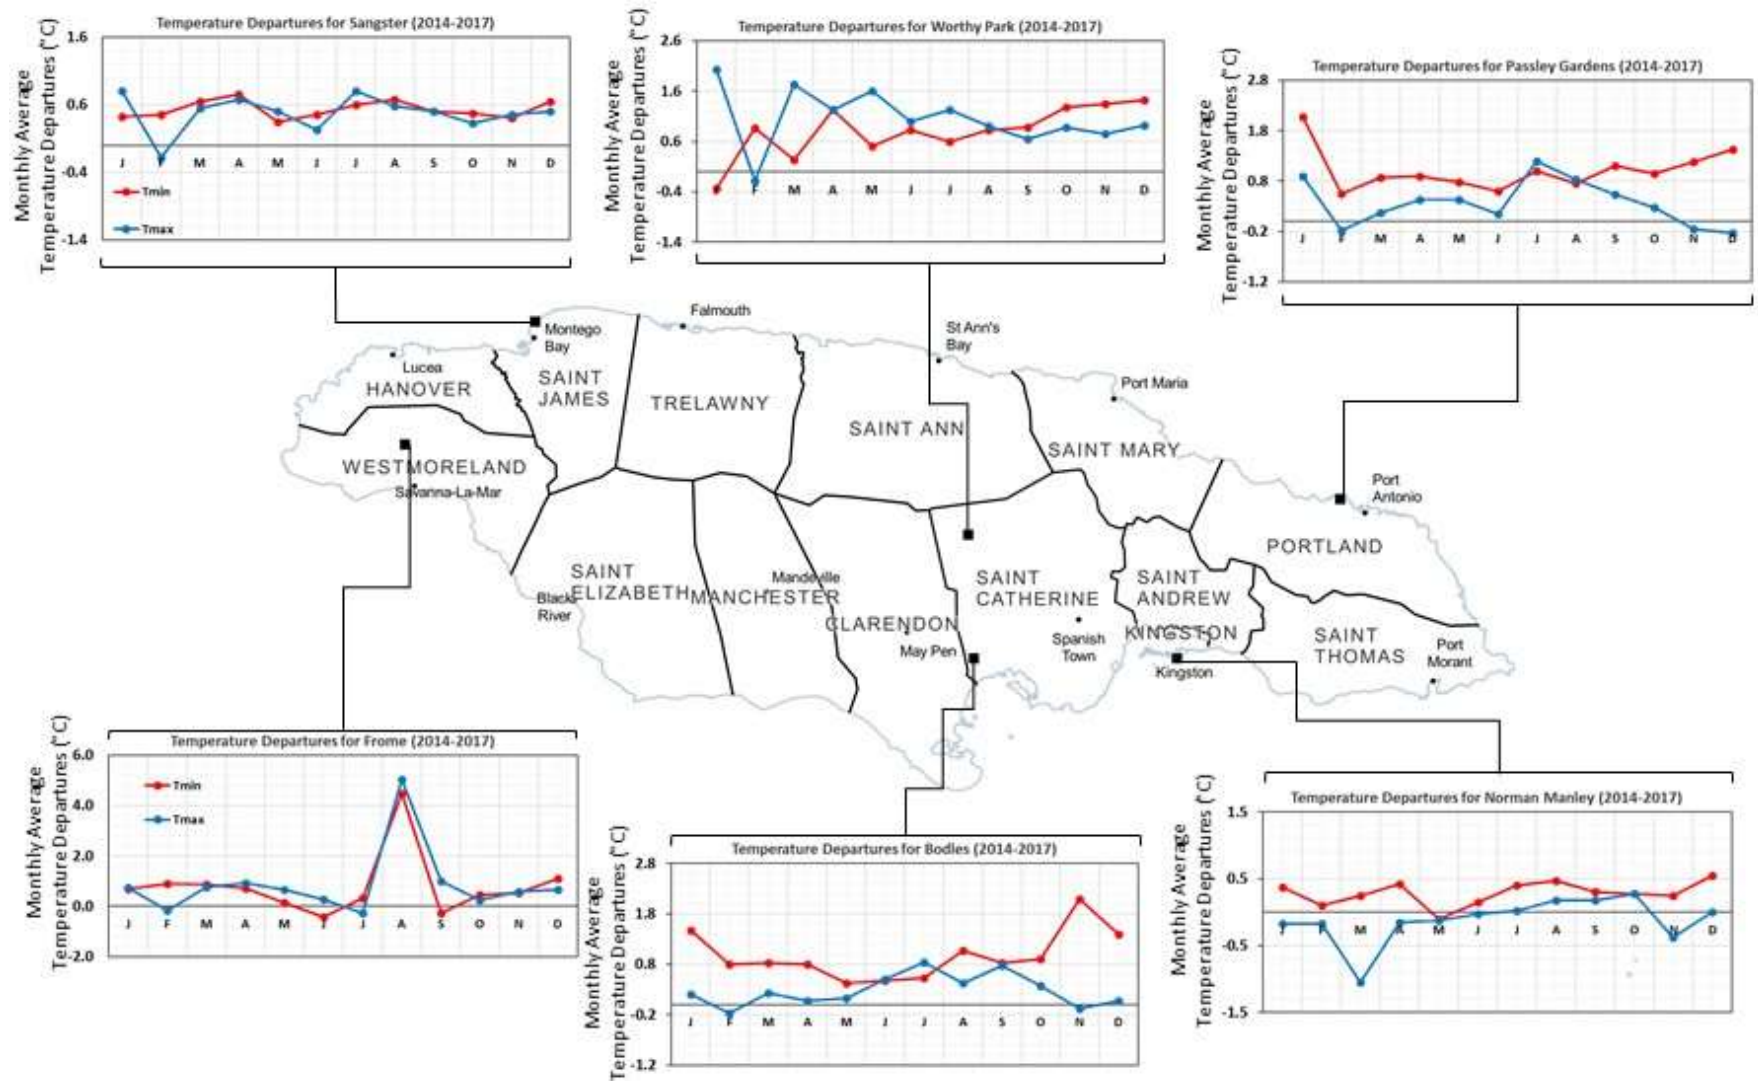 Temperature Departures for Sangster (2014-2017)
Monthly Average
Temperature Departures (°C)
1.6
0.6
-0.4
-1.4
J F M A M J J A S O N D
Tmin
Tmax
Temperature Departures for Worthy Park (2014-2017)
Monthly Average
Temperature Departures (°C)
2.6
1.6
0.6
-0.4
-1.4
F M A M J J A S O N D
Temperature Departures for Passley Gardens (2014-2017)
Monthly Average
Temperature Departures (°C)
2.8
1.8
0.8
-0.2
-1.2
J F M A M J J A S O N D
Falmouth
Montego
Bay
St Ann's
Bay
Lucea
HANOVER
SAINT
JAMES
TRELAWNY
Port Maria
SAINT ANN
SAINT MARY
WESTMORELAND
Savanna-La-Mar
Port
Antonio
PORTLAND
SAINT
ELIZABETH
Black
River
Mandeville
MANCHESTER
CLARENDON
May Pen
SAINT
CATHERINE
Spanish
Town
SAINT
ANDREW
KINGSTON
Kingston
SAINT
THOMAS
Port
Morant
Temperature Departures for Frome (2014-2017)
Monthly Average
Temperature Departures (°C)
6.0
4.0
2.0
0.0
-2.0
Tmin
Tmax
J F M A M J J A S O N D
Temperature Departures for Bodles (2014-2017)
Monthly Average
Temperature Departures (°C)
2.8
1.8
0.8
-0.2
-1.2
J F M A M J J A S O N D
Temperature Departures for Norman Manley (2014-2017)
Monthly Average
Temperature Departures (°C)
1.5
0.5
-0.5
-1.5
J F M A M J J A S O N D